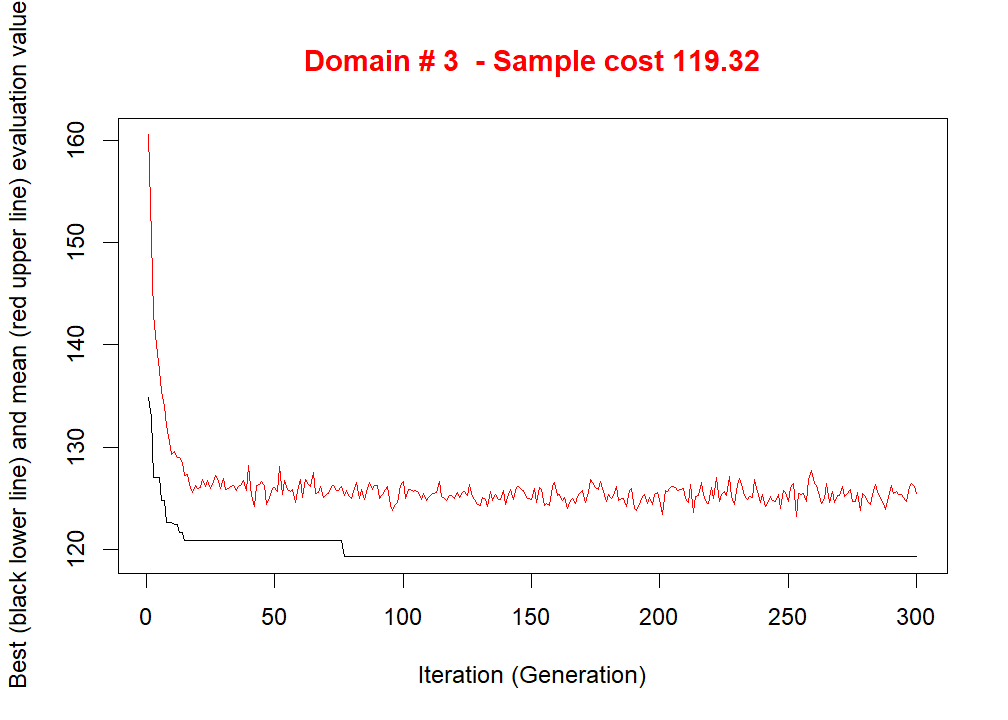 Domain # 3  - Sample cost 119.32
Best (black lower line) and mean (red upper line) evaluation value
160
150
140
130
120
0 50 100 150 200 250 300
Iteration (Generation)